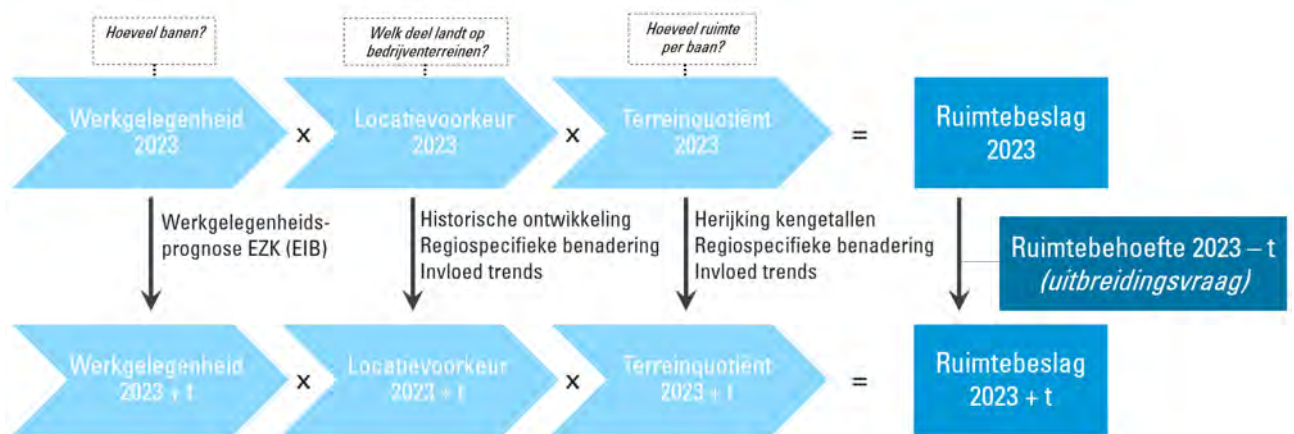 Hoeveel banen?
Welk deel landt op
bedrijventerreinen?
Hoeveel ruimte
per baan?
Werkgelegenheid
2023
x
Locatievoorkeur
2023
x
Terreinquotiënt
2023
=
Ruimtebeslag
2023
Werkgelegenheids-
prognose EZK (EIB)
Historische ontwikkeling
Regiospecifieke benadering
Invloed trends
Herijking kengetallen
Regiospecifieke benadering
Invloed trends
Ruimtebehoefte 2023 – t
(uitbreidingsvraag)
Werkgelegenheid
2023 + t
x
Locatievoorkeur
2023 + t
x
Terreinquotiënt
2023 + t
=
Ruimtebeslag
2023 + t